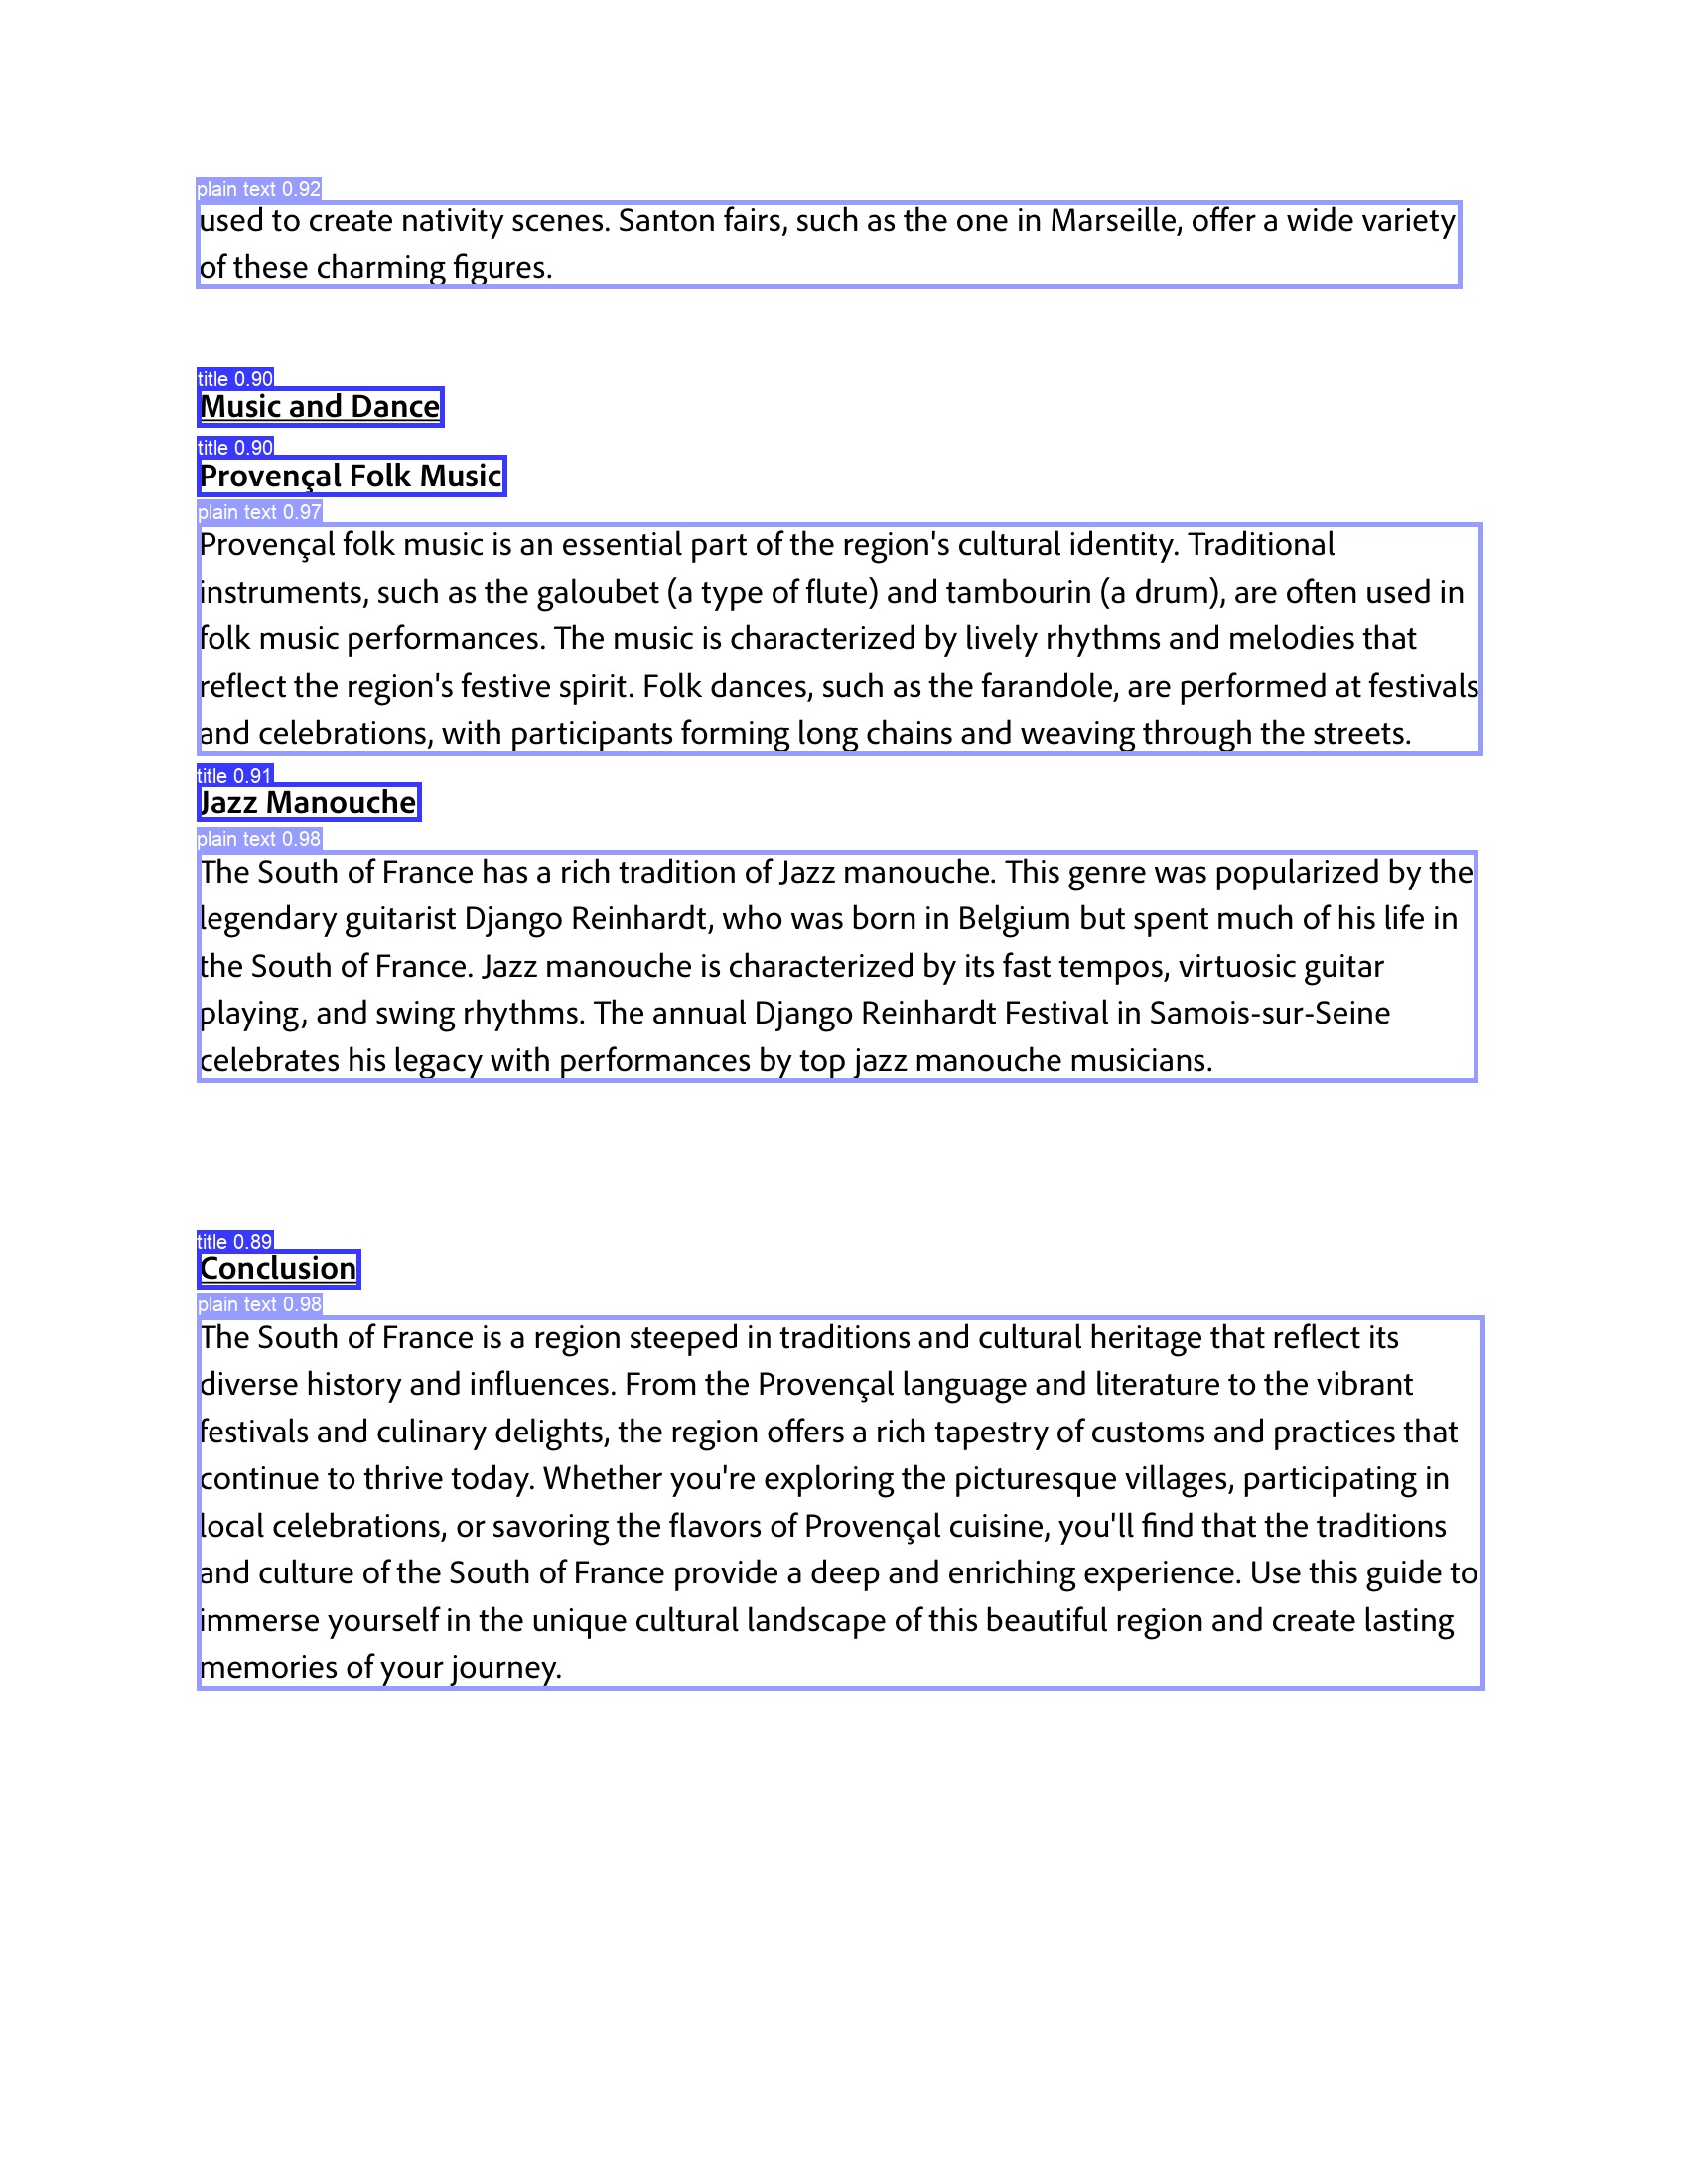 plain text 0.92
used to create nativity scenes. Santon fairs, such as the one in Marseille, offer a wide variety
of these charming figures.
title 0.90
Music and Dance
title 0.90
Provençal Folk Music
plain text 0.97
Provençal folk music is an essential part of the region's cultural identity. Traditional
instruments, such as the galoubet (a type of flute) and tambourin (a drum), are often used in
folk music performances. The music is characterized by lively rhythms and melodies that
reflect the region's festive spirit. Folk dances, such as the farandole, are performed at festivals
and celebrations, with participants forming long chains and weaving through the streets.
title 0.91
Jazz Manouche
plain text 0.98
The South of France has a rich tradition of Jazz manouche. This genre was popularized by the
legendary guitarist Django Reinhardt, who was born in Belgium but spent much of his life in
the South of France. Jazz manouche is characterized by its fast tempos, virtuosic guitar
playing, and swing rhythms. The annual Django Reinhardt Festival in Samois-sur-Seine
celebrates his legacy with performances by top jazz manouche musicians.
title 0.89
Conclusion
plain text 0.98
The South of France is a region steeped in traditions and cultural heritage that reflect its
diverse history and influences. From the Provençal language and literature to the vibrant
festivals and culinary delights, the region offers a rich tapestry of customs and practices that
continue to thrive today. Whether you're exploring the picturesque villages, participating in
local celebrations, or savoring the flavors of Provençal cuisine, you'll find that the traditions
and culture of the South of France provide a deep and enriching experience. Use this guide to
immerse yourself in the unique cultural landscape of this beautiful region and create lasting
memories of your journey.